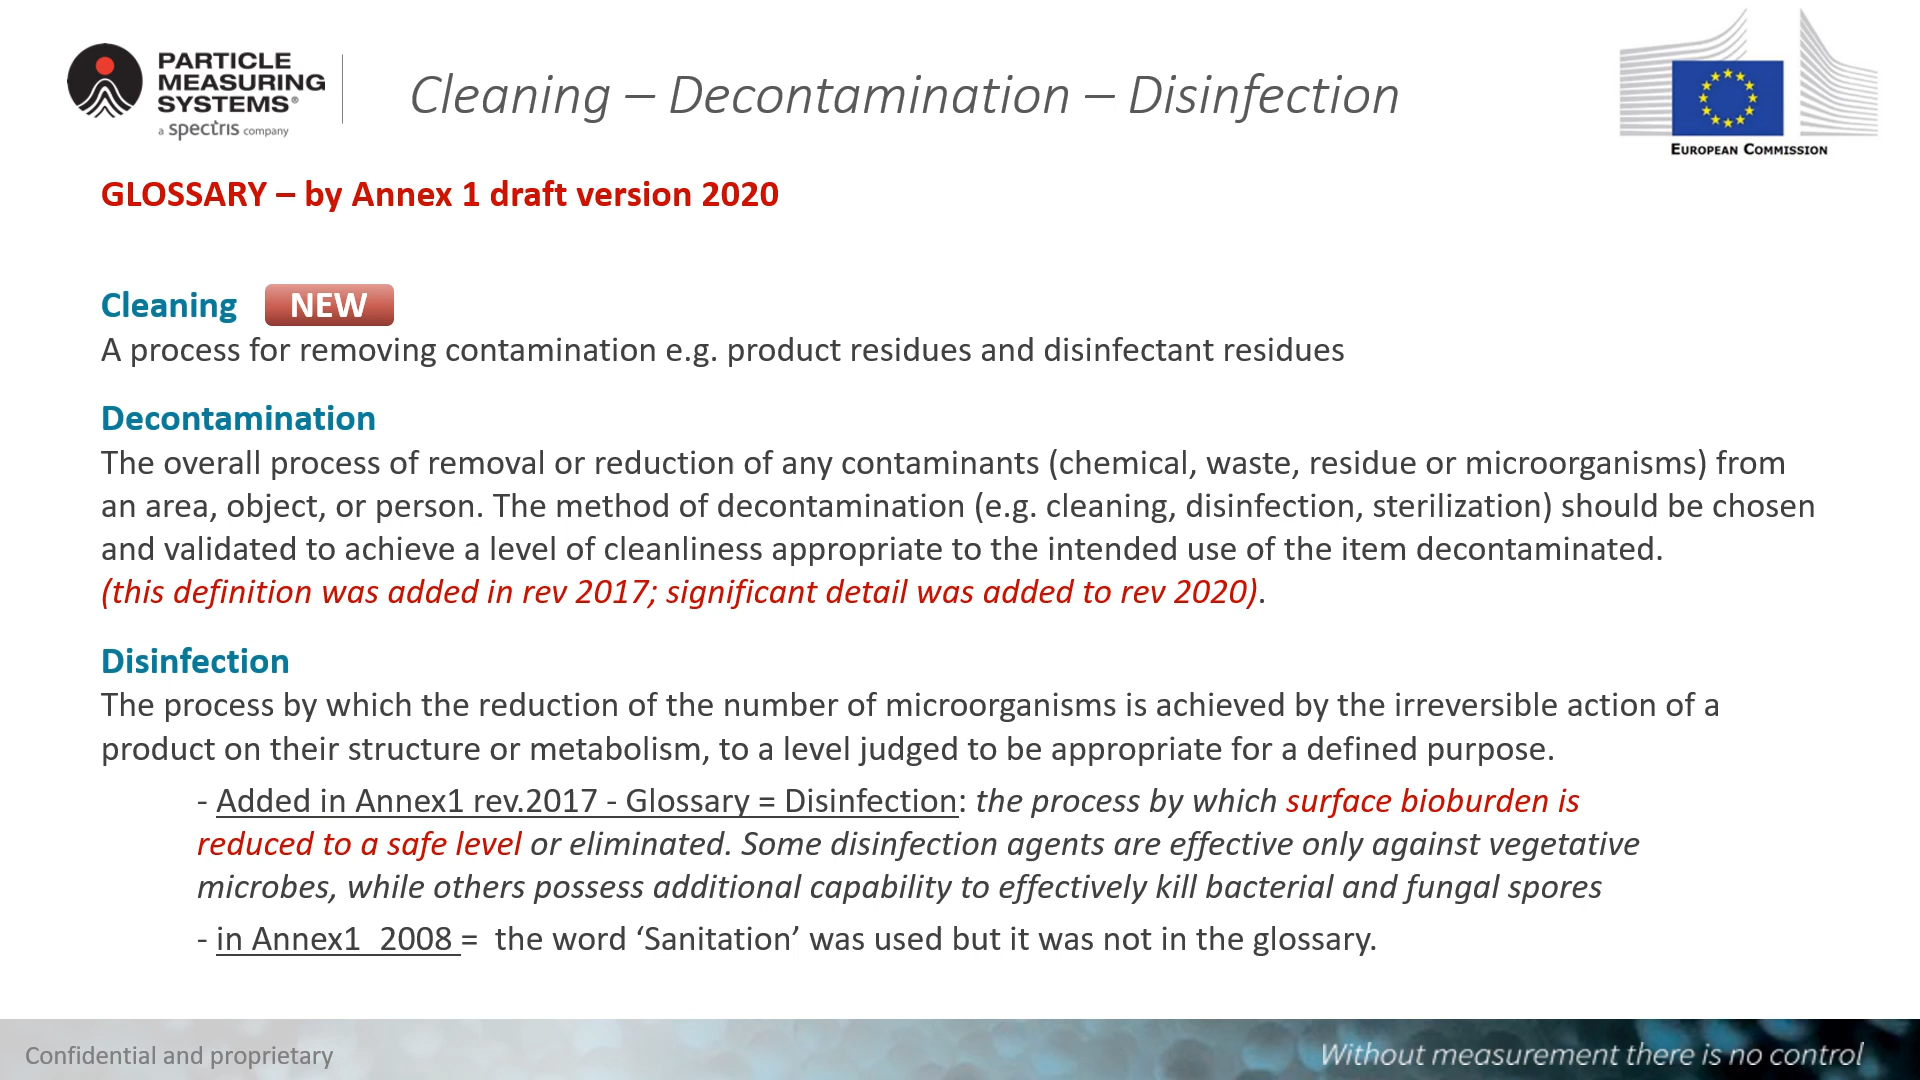 PARTICLE
MEASURING
SYSTEMS®
a spectris company
Cleaning – Decontamination – Disinfection
EUROPEAN COMMISSION
GLOSSARY – by Annex 1 draft version 2020
Cleaning NEW
A process for removing contamination e.g. product residues and disinfectant residues
Decontamination
The overall process of removal or reduction of any contaminants (chemical, waste, residue or microorganisms) from
an area, object, or person. The method of decontamination (e.g. cleaning, disinfection, sterilization) should be chosen
and validated to achieve a level of cleanliness appropriate to the intended use of the item decontaminated.
(this definition was added in rev 2017; significant detail was added to rev 2020).
Disinfection
The process by which the reduction of the number of microorganisms is achieved by the irreversible action of a
product on their structure or metabolism, to a level judged to be appropriate for a defined purpose.
- Added in Annex1 rev.2017 - Glossary = Disinfection: the process by which surface bioburden is
reduced to a safe level or eliminated. Some disinfection agents are effective only against vegetative
microbes, while others possess additional capability to effectively kill bacterial and fungal spores
- in Annex1 2008 = the word ‘Sanitation’ was used but it was not in the glossary.
Confidential and proprietary
Without measurement there is no control